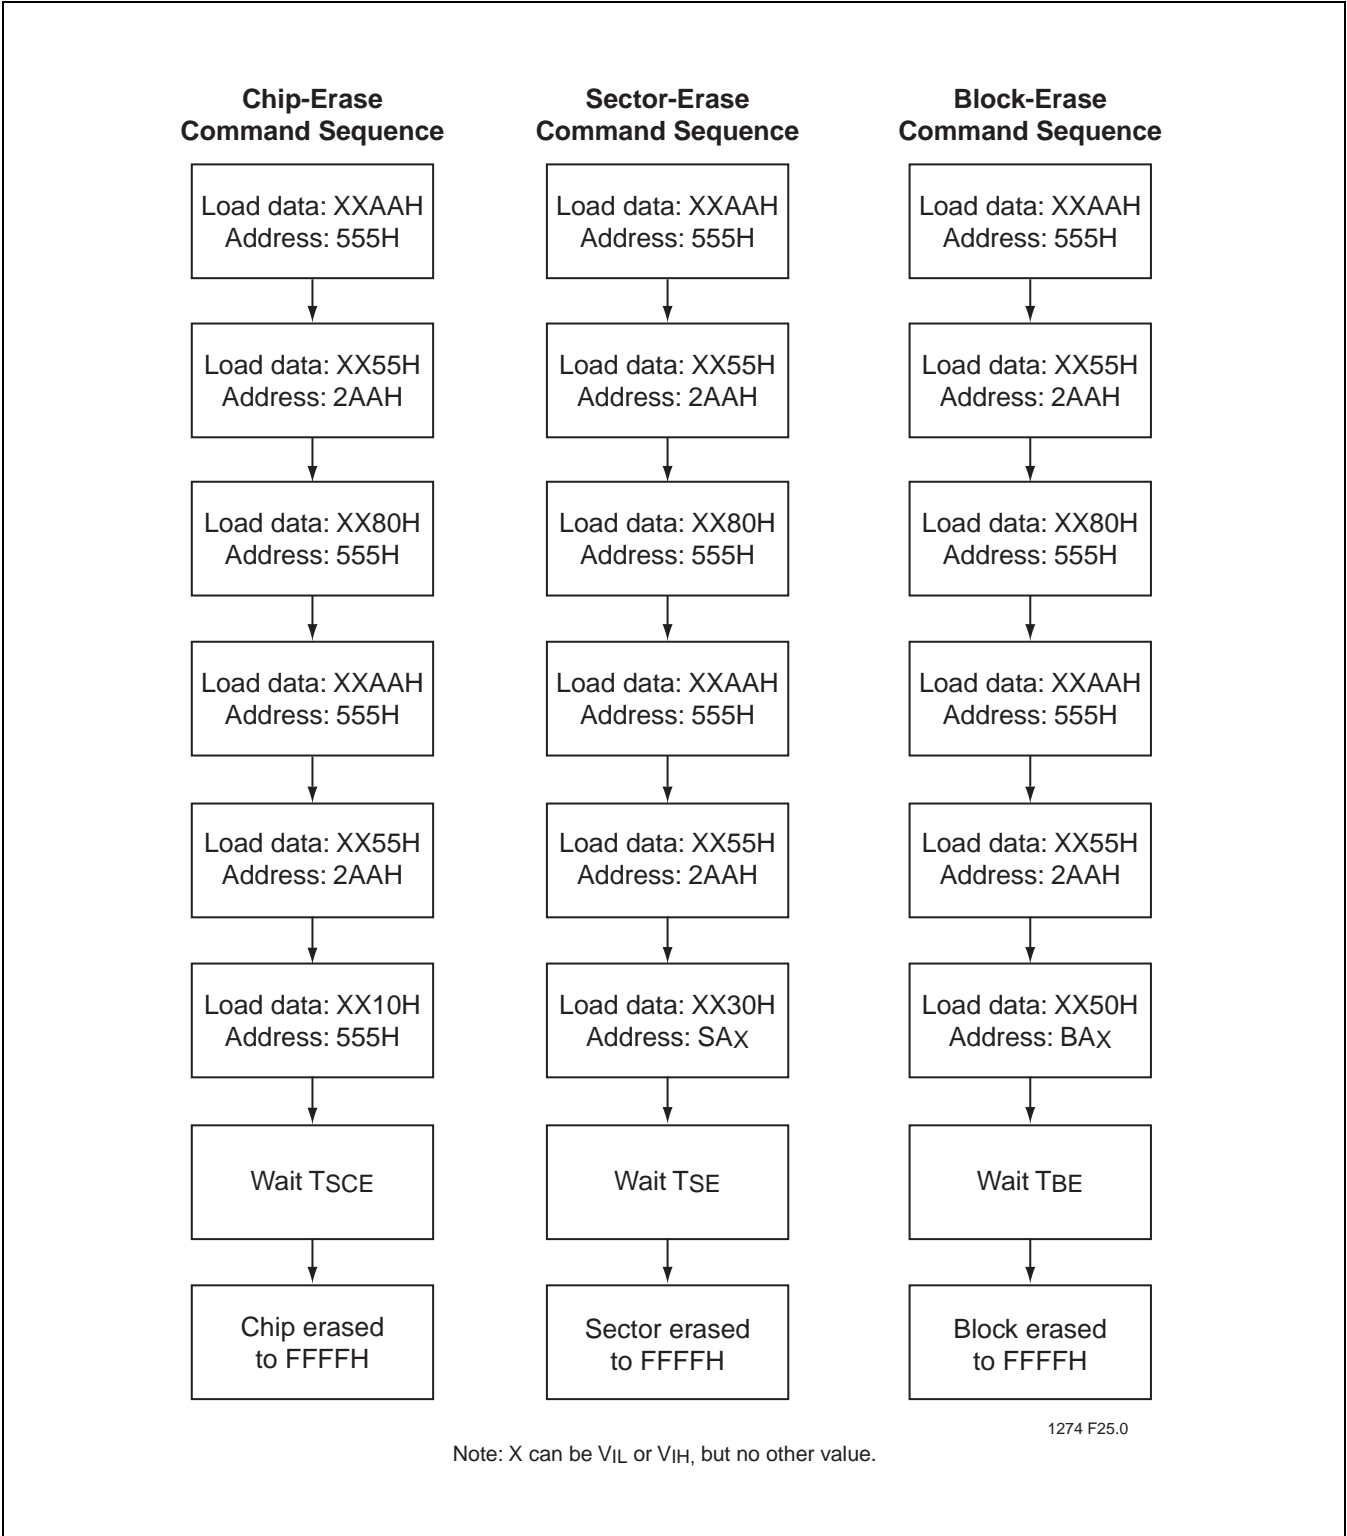 Chip-Erase
Command Sequence
Load data: XXAAH
Address: 555H
Load data: XX55H
Address: 2AAH
Load data: XX80H
Address: 555H
Load data: XXAAH
Address: 555H
Load data: XX55H
Address: 2AAH
Load data: XX10H
Address: 555H
Wait TSCE
Chip erased
to FFFFH
Sector-Erase
Command Sequence
Load data: XXAAH
Address: 555H
Load data: XX55H
Address: 2AAH
Load data: XX80H
Address: 555H
Load data: XXAAH
Address: 555H
Load data: XX55H
Address: 2AAH
Load data: XX30H
Address: SAX
Wait TSE
Sector erased
to FFFFH
Block-Erase
Command Sequence
Load data: XXAAH
Address: 555H
Load data: XX55H
Address: 2AAH
Load data: XX80H
Address: 555H
Load data: XXAAH
Address: 555H
Load data: XX55H
Address: 2AAH
Load data: XX50H
Address: BAX
Wait TBE
Block erased
to FFFFH
1274 F25.0
Note: X can be VIL or VIH, but no other value.